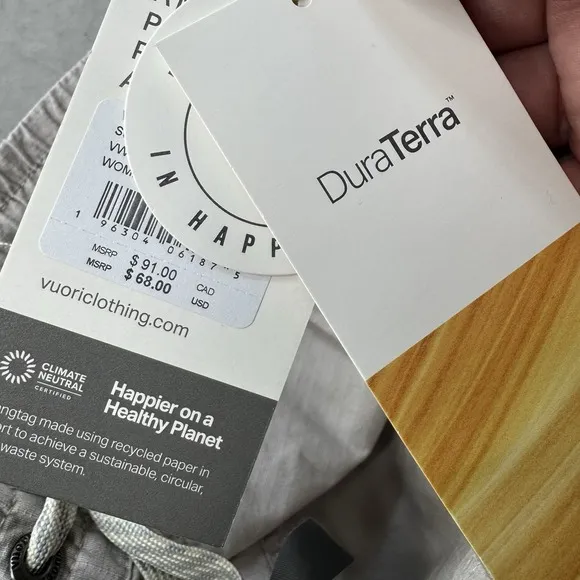 IN HAPP
1 96304 06187 5
MSRP $ 91.00 CAD
MSRP $ 68.00 USD
vuoriclothing.com
CLIMATE
NEUTRAL
CERTIFIED
Happier on a
Healthy Planet
ngtag made using recycled paper in
rt to achieve a sustainable, circular,
waste system.
DuraTerra™